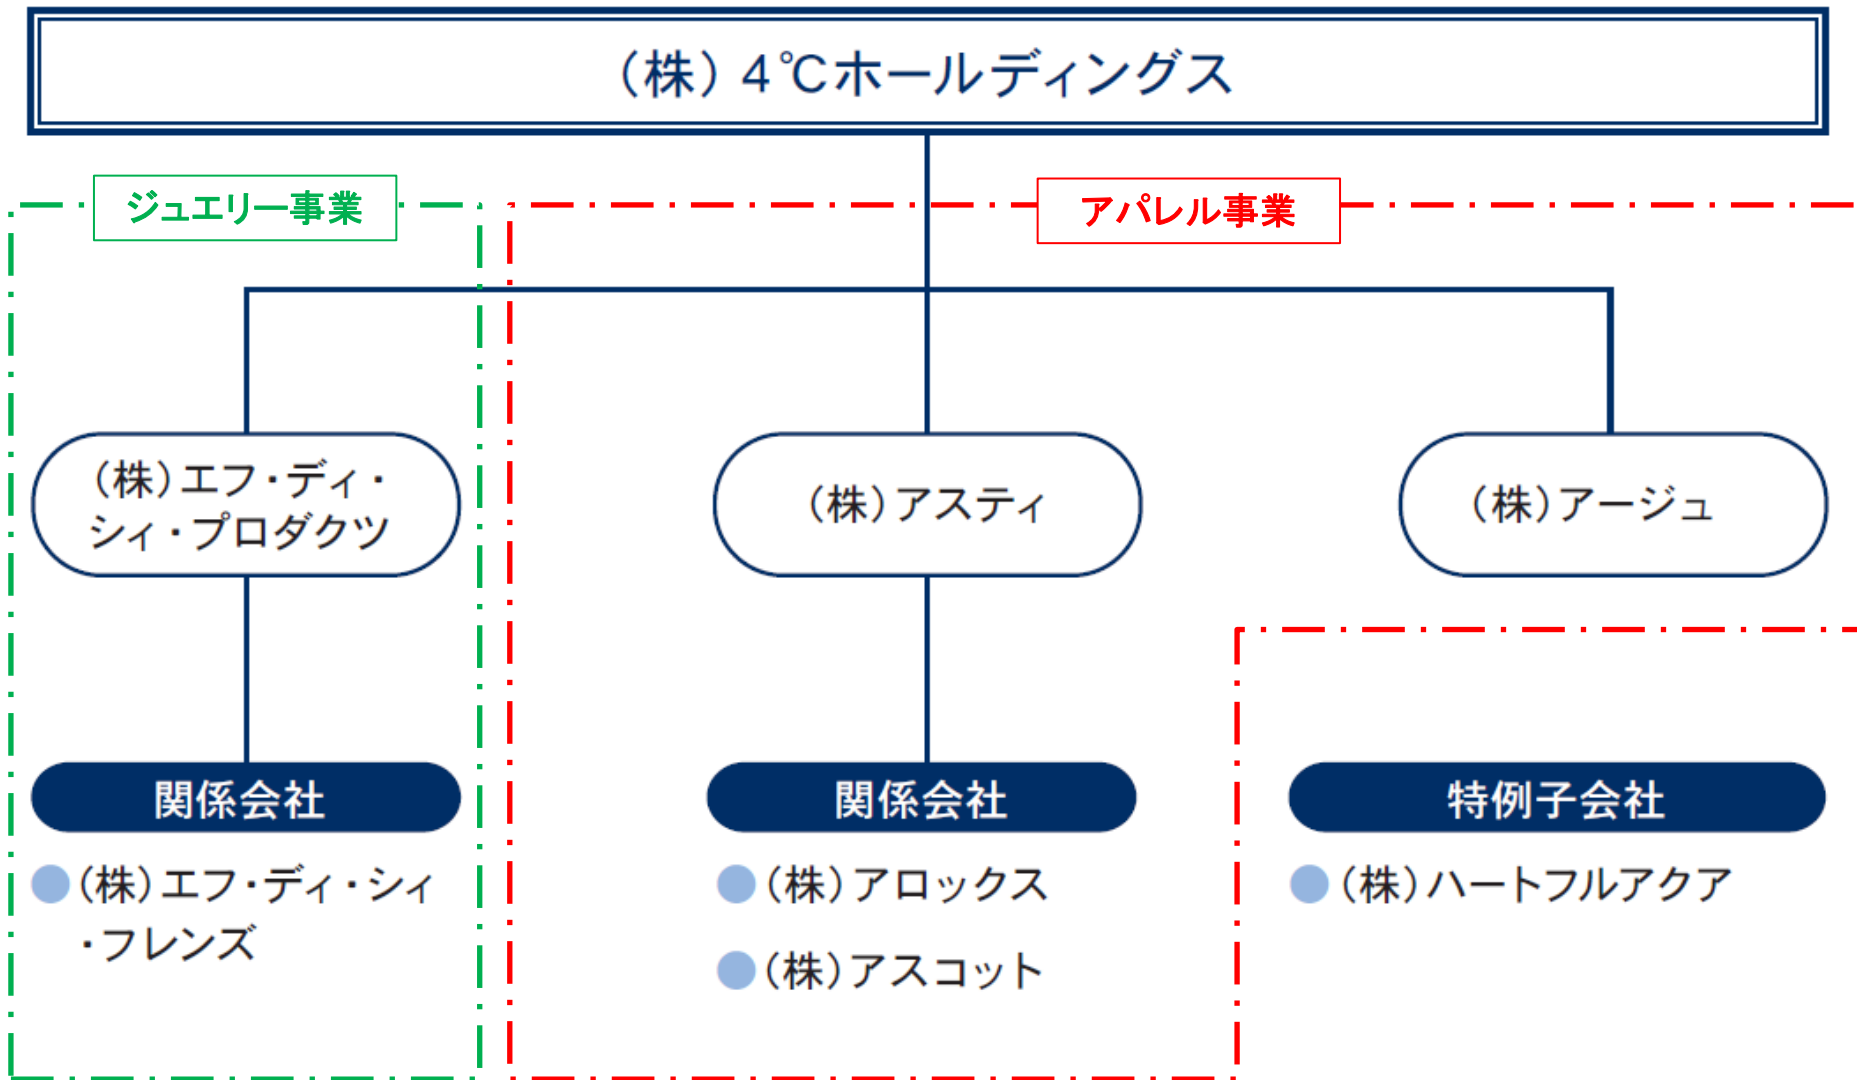 （株）４℃ホールディングス
ジュエリー事業
アパレル事業
（株）エフ・ディ・
シィ・プロダクツ
（株）アスティ
（株）アージュ
関係会社
（株）エフ・ディ・シィ
・フレンズ
関係会社
（株）アロックス
（株）アスコット
特例子会社
（株）ハートフルアクア